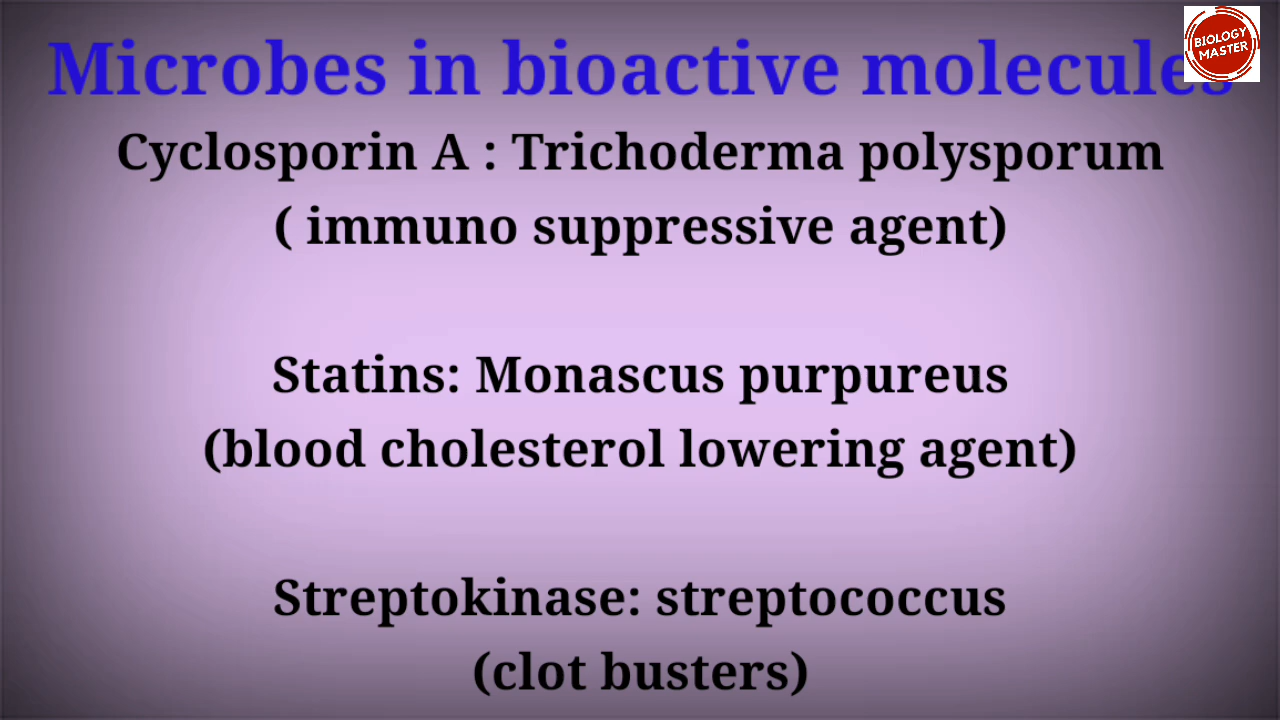 Microbes in bioactive molecules
BIOLOGY
MASTER
Cyclosporin A : Trichoderma polysporum
( immuno suppressive agent)
Statins: Monascus purpureus
(blood cholesterol lowering agent)
Streptokinase: streptococcus
(clot busters)